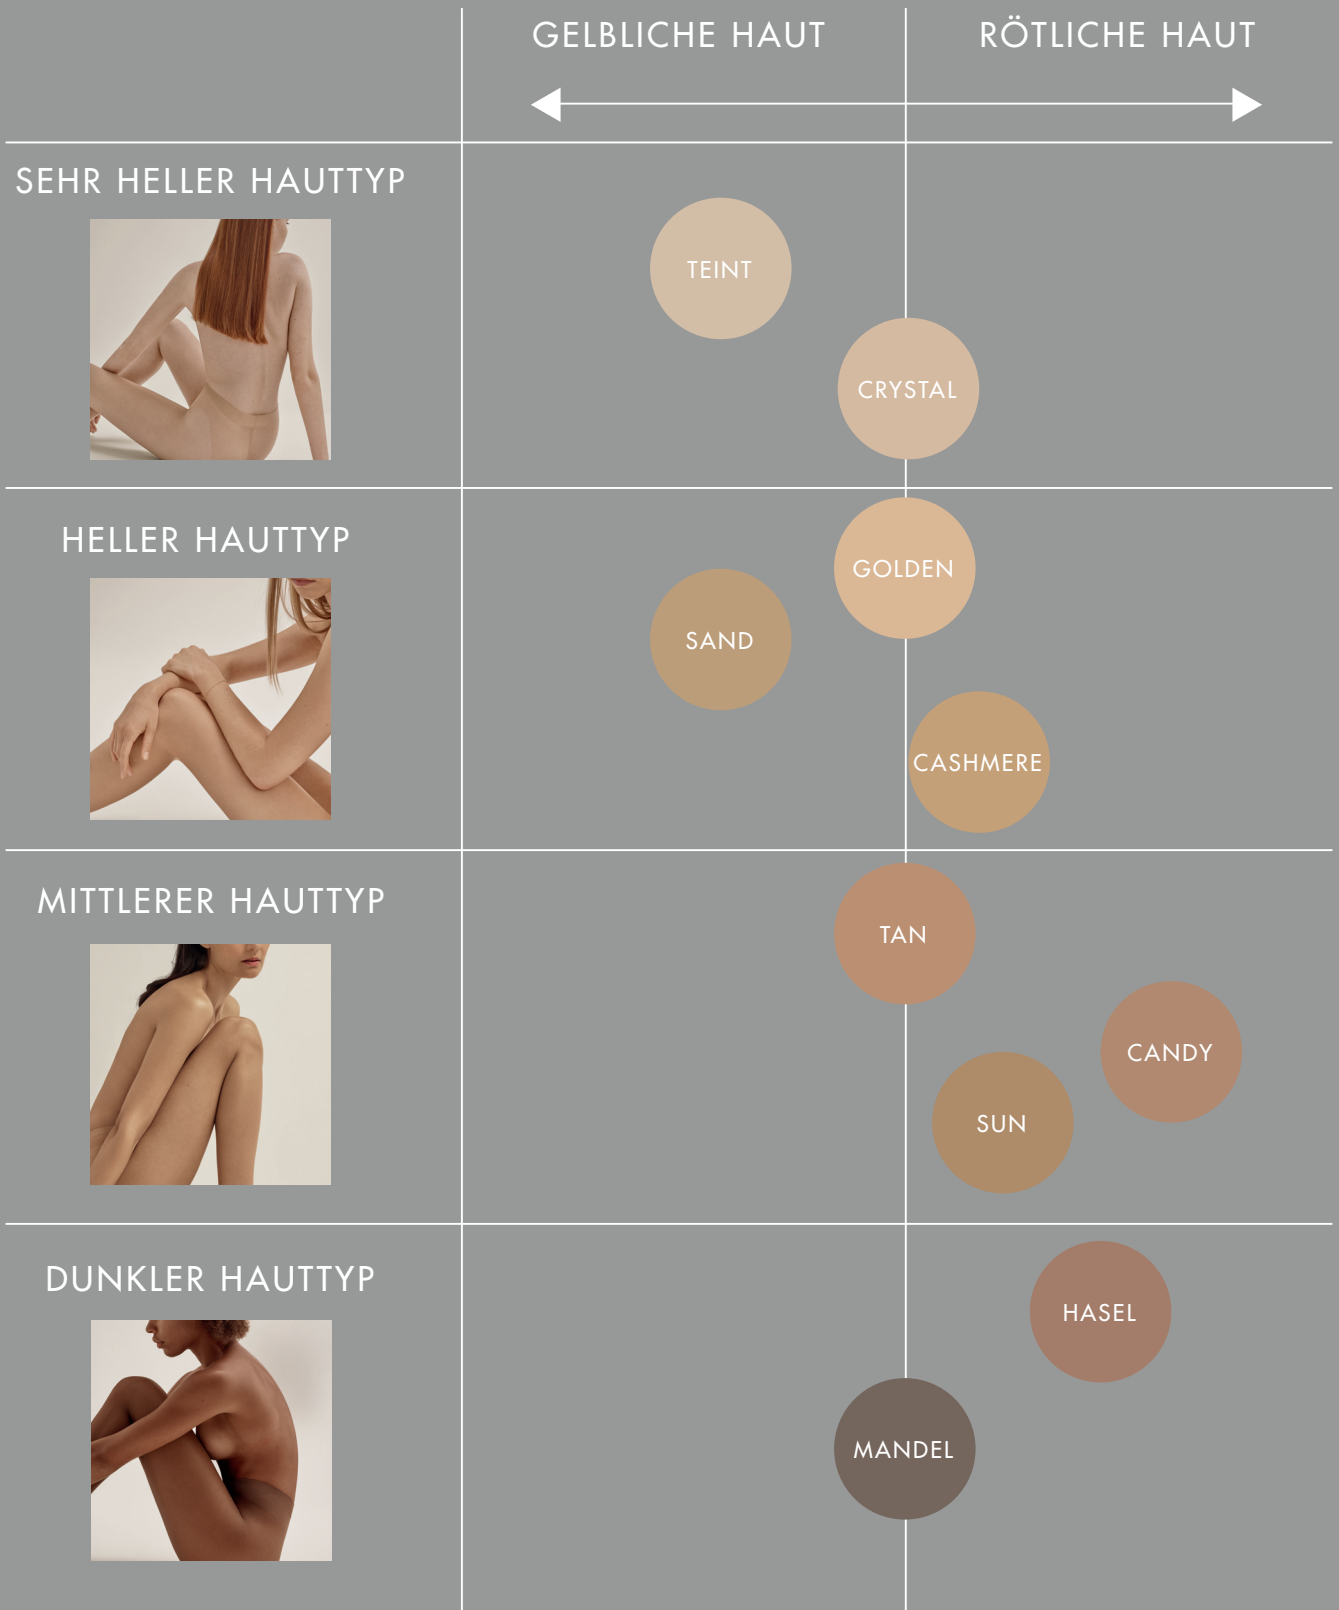 GELBLICHE HAUT
RÖTLICHE HAUT
SEHR HELLER HAUTTYP
TEINT
CRYSTAL
HELLER HAUTTYP
GOLDEN
SAND
CASHMERE
MITTLERER HAUTTYP
TAN
CANDY
SUN
DUNKLER HAUTTYP
HASEL
MANDEL